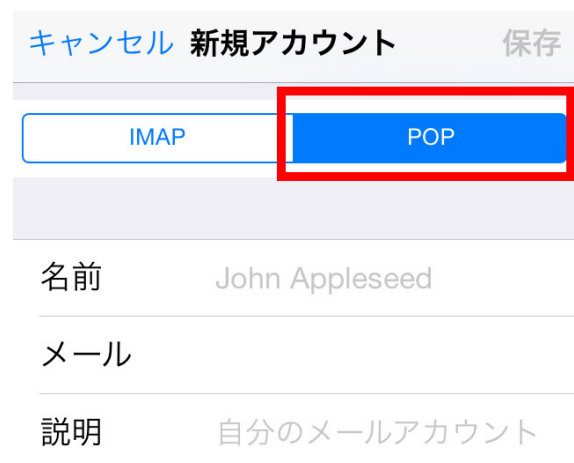 キャンセル 新規アカウント 保存
IMAP POP
名前 John Appleseed
メール
説明 自分のメールアカウント